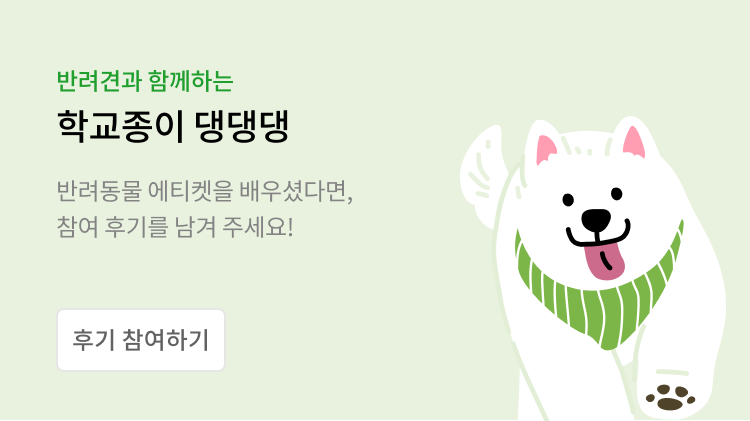 반려견과 함께하는
학교종이 댕댕댕
반려동물 에티켓을 배우셨다면,
참여 후기를 남겨 주세요!
후기 참여하기